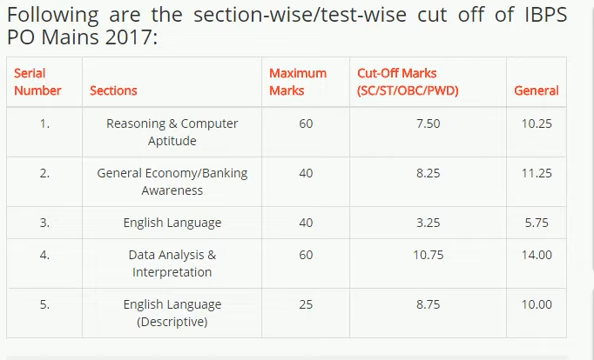 Following are the section-wise/test-wise cut off of IBPS
PO Mains 2017:
Serial Number Sections Maximum Marks Cut-Off Marks (SC/ST/OBC/PWD) General
1. Reasoning & Computer Aptitude 60 7.50 10.25
2. General Economy/Banking Awareness 40 8.25 11.25
3. English Language 40 3.25 5.75
4. Data Analysis & Interpretation 60 10.75 14.00
5. English Language (Descriptive) 25 8.75 10.00